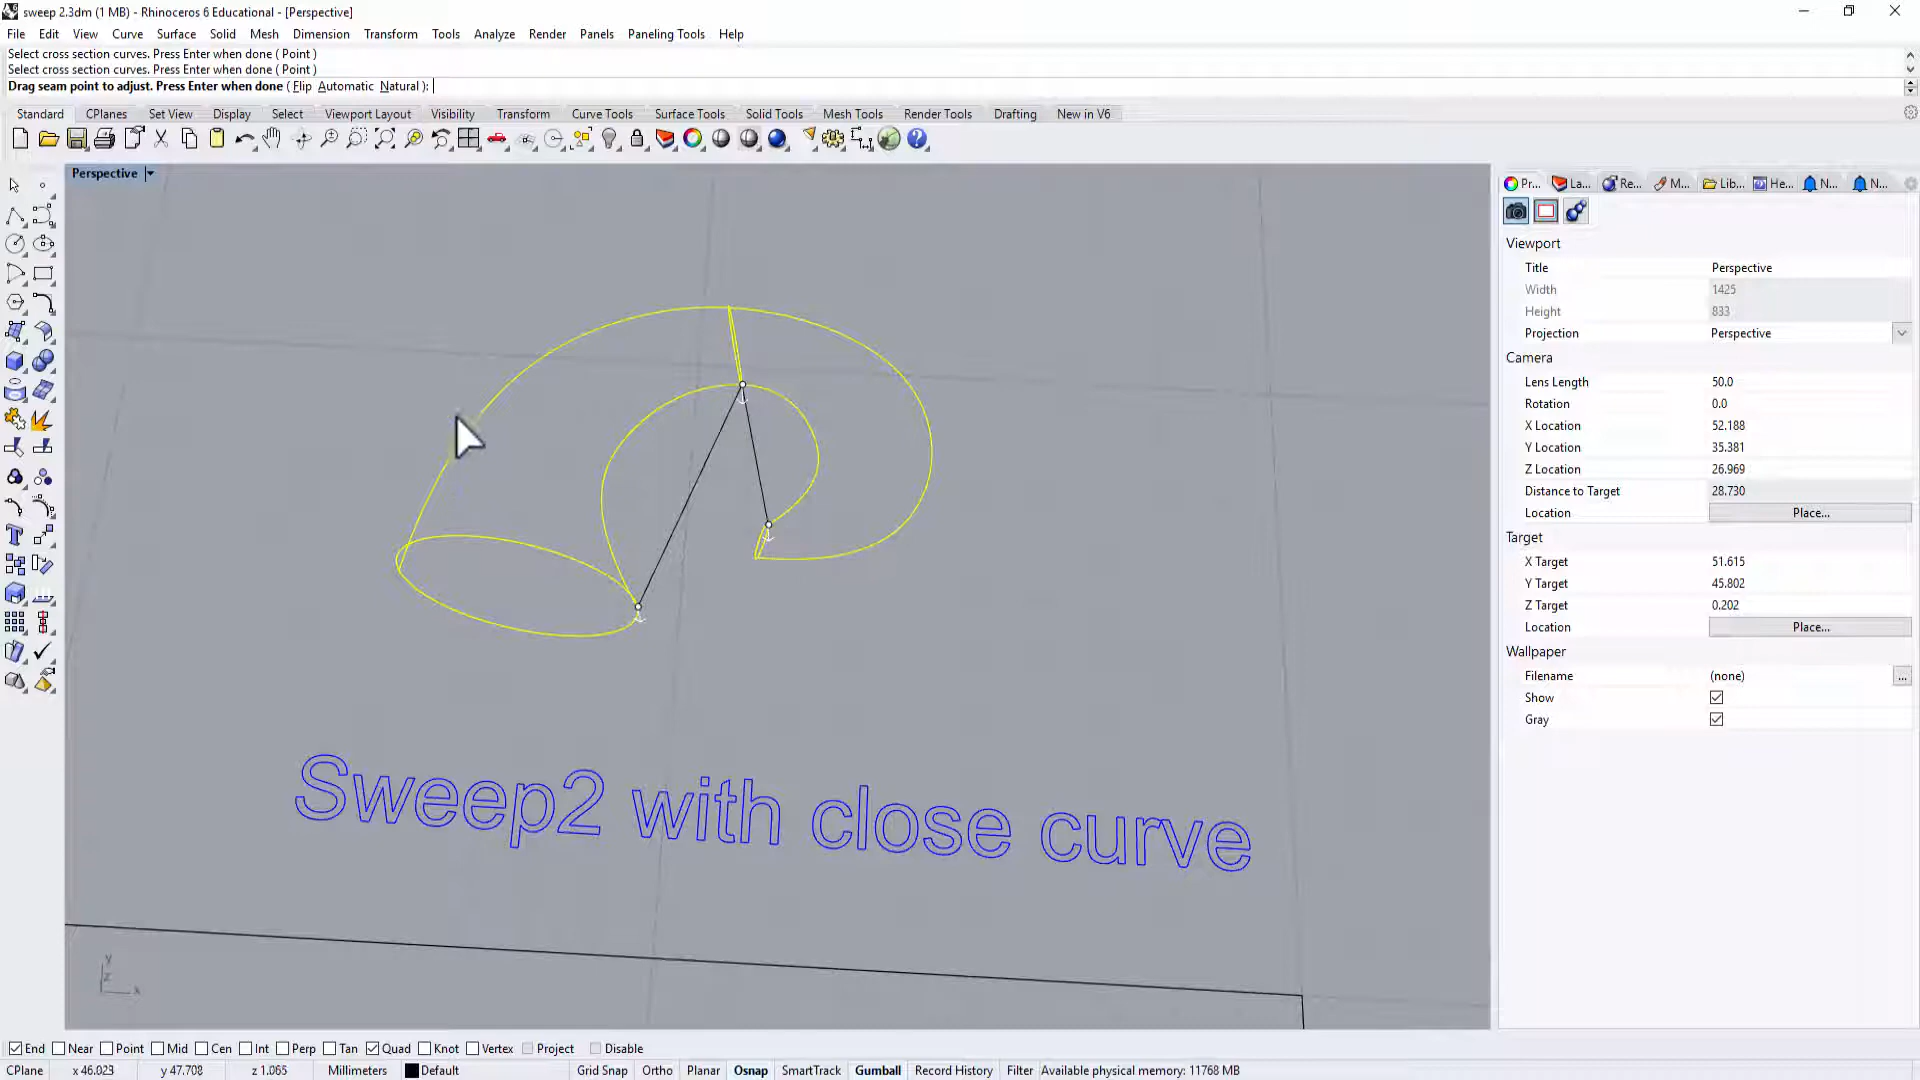 sweep 2.3dm (1 MB) - Rhinoceros 6 Educational - [Perspective]
File Edit View Curve Surface Solid Mesh Dimension Transform Tools Analyze Render Panels Paneling Tools Help
Select cross section curves. Press Enter when done ( Point )
Select cross section curves. Press Enter when done ( Point )
Drag seam point to adjust. Press Enter when done ( Flip Automatic Natural ):
Standard CPlanes Set View Display Select Viewport Layout Visibility Transform Curve Tools Surface Tools Solid Tools Mesh Tools Render Tools Drafting New in V6
Perspective
Pr... La... Re... M... Lib... He... N... N...
Viewport
Title Perspective
Width 1425
Height 833
Projection Perspective
Camera
Lens Length 50.0
Rotation 0.0
X Location 52.188
Y Location 35.381
Z Location 26.969
Distance to Target 28.730
Location Place...
Target
X Target 51.615
Y Target 45.802
Z Target 0.202
Location Place...
Wallpaper
Filename (none) ...
Show
Gray
Sweep2 with close curve
y
z
x
End Near Point Mid Cen Int Perp Tan Quad Knot Vertex Project Disable
CPlane x 46.023 y 47.708 z 1.065 Millimeters Default Grid Snap Ortho Planar Osnap SmartTrack Gumball Record History Filter Available physical memory: 11768 MB